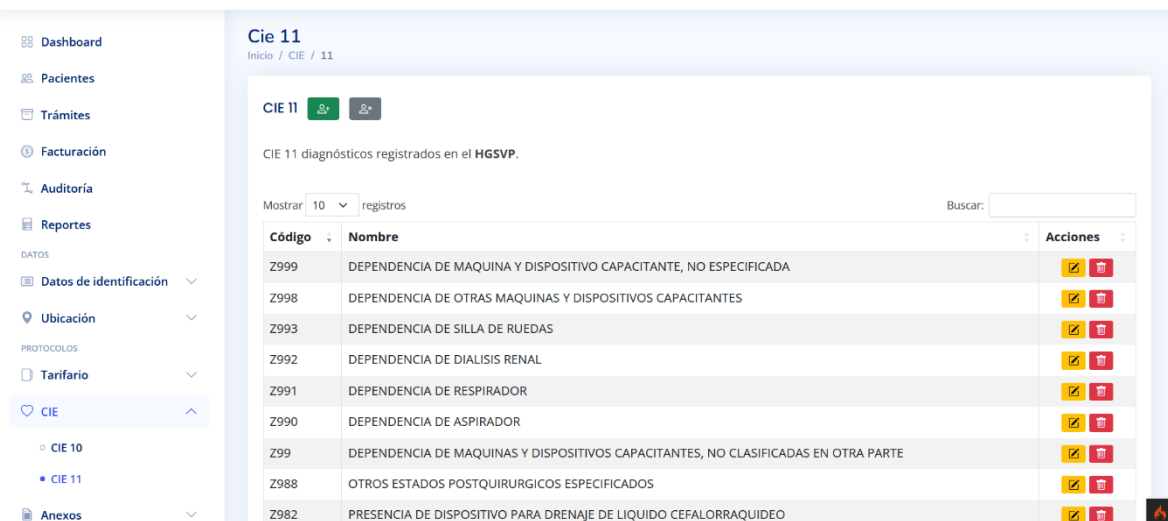 Dashboard
Pacientes
Trámites
Facturación
Auditoría
Reportes
DATOS
Datos de identificación
Ubicación
PROTOCOLOS
Tarifario
CIE
CIE 10
CIE 11
Anexos
Cie 11
Inicio / CIE / 11
CIE 11
CIE 11 diagnósticos registrados en el HGSVP.
Mostrar 10 registros
Buscar:
Código Nombre Acciones
Z999 DEPENDENCIA DE MAQUINA Y DISPOSITIVO CAPACITANTE, NO ESPECIFICADA
Z998 DEPENDENCIA DE OTRAS MAQUINAS Y DISPOSITIVOS CAPACITANTES
Z993 DEPENDENCIA DE SILLA DE RUEDAS
Z992 DEPENDENCIA DE DIALISIS RENAL
Z991 DEPENDENCIA DE RESPIRADOR
Z990 DEPENDENCIA DE ASPIRADOR
Z99 DEPENDENCIA DE MAQUINAS Y DISPOSITIVOS CAPACITANTES, NO CLASIFICADAS EN OTRA PARTE
Z988 OTROS ESTADOS POSTQUIRURGICOS ESPECIFICADOS
Z982 PRESENCIA DE DISPOSITIVO PARA DRENAJE DE LIQUIDO CEFALORRAQUIDEO